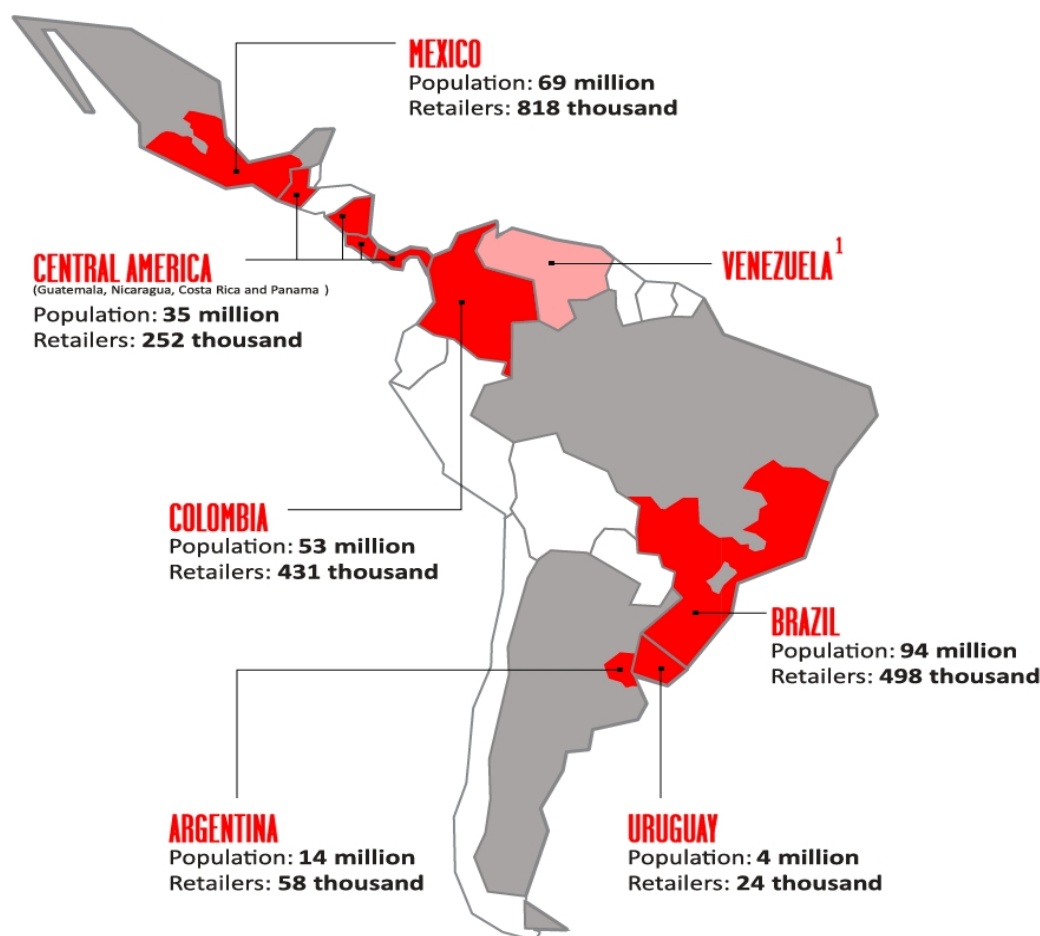 MEXICO
Population: 69 million
Retailers: 818 thousand
CENTRAL AMERICA
(Guatemala, Nicaragua, Costa Rica and Panama )
Population: 35 million
Retailers: 252 thousand
VENEZUELA1
COLOMBIA
Population: 53 million
Retailers: 431 thousand
BRAZIL
Population: 94 million
Retailers: 498 thousand
ARGENTINA
Population: 14 million
Retailers: 58 thousand
URUGUAY
Population: 4 million
Retailers: 24 thousand